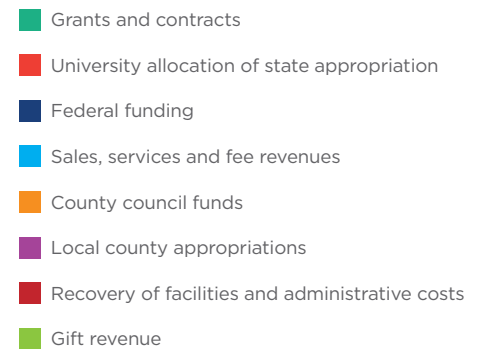 Grants and contracts
University allocation of state appropriation
Federal funding
Sales, services and fee revenues
County council funds
Local county appropriations
Recovery of facilities and administrative costs
Gift revenue